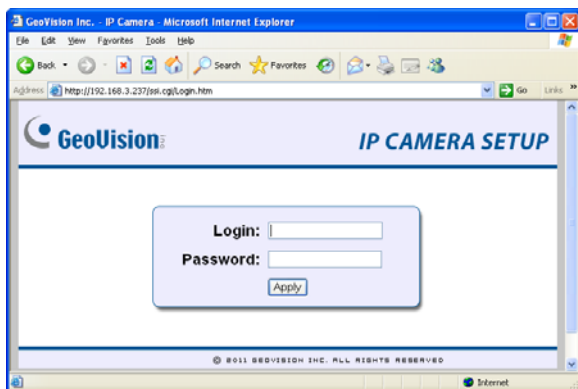 GeoVision Inc. - IP Camera - Microsoft Internet Explorer
File Edit View Favorites Tools Help
Back Search Favorites
Address http://192.168.3.237/ssi.cgi/Login.htm Go Links »
GeoVision Inc IP CAMERA SETUP
Login:
Password:
Apply
© 2011 GEOVISION INC. ALL RIGHTS RESERVED
Internet